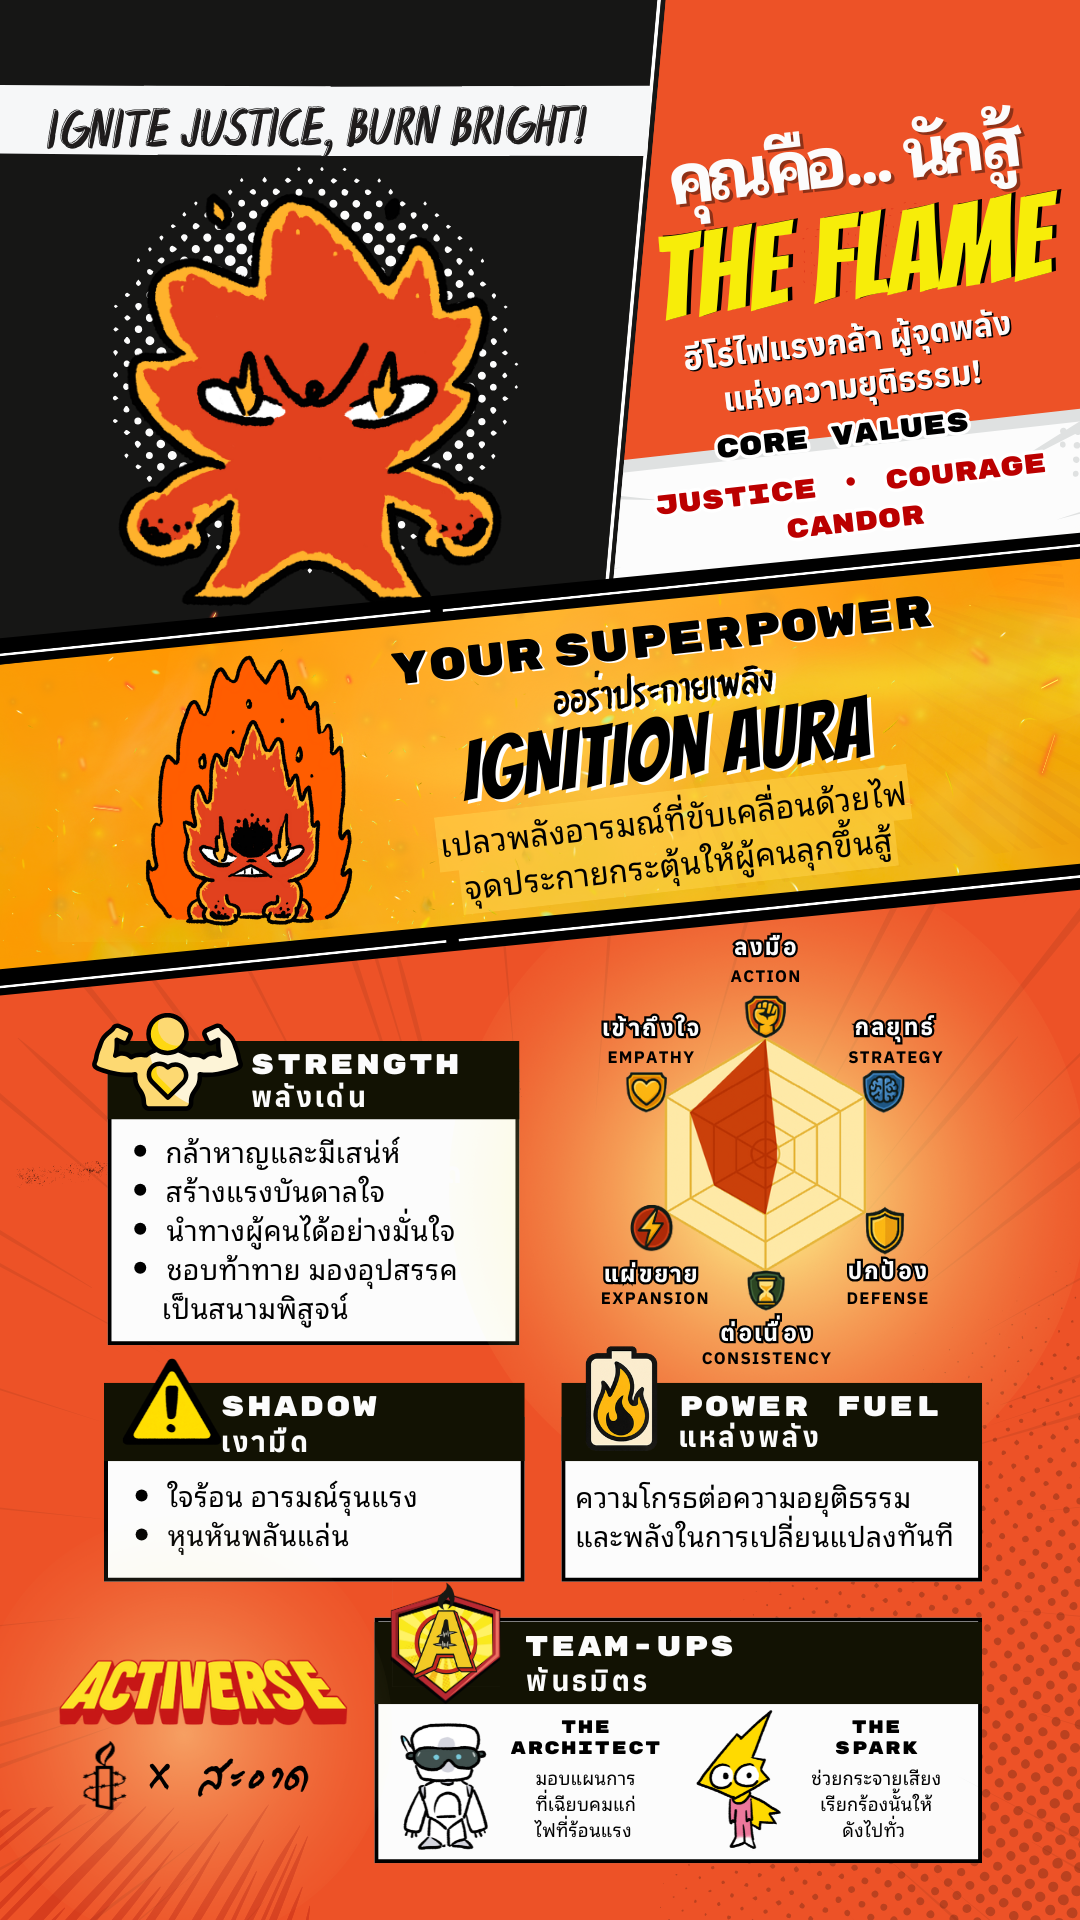 IGNITE JUSTICE, BURN BRIGHT!
คุณคือ... นักสู้
THE FLAME
ฮีโร่ไฟแรงกล้า ผู้จุดพลัง
แห่งความยุติธรรม!
CORE VALUES
JUSTICE • COURAGE
CANDOR
YOUR SUPERPOWER
ออร่าประกายเพลิง
IGNITION AURA
เปลวพลังอารมณ์ที่ขับเคลื่อนด้วยไฟ
จุดประกายกระตุ้นให้ผู้คนลุกขึ้นสู้
ลงมือ
ACTION
เข้าถึงใจ
EMPATHY
กลยุทธ์
STRATEGY
แผ่ขยาย
EXPANSION
ปกป้อง
DEFENSE
ต่อเนื่อง
CONSISTENCY
STRENGTH
พลังเด่น
• กล้าหาญและมีเสน่ห์
• สร้างแรงบันดาลใจ
• นำทางผู้คนได้อย่างมั่นใจ
• ชอบท้าทาย มองอุปสรรค
เป็นสนามพิสูจน์
SHADOW
เงามืด
• ใจร้อน อารมณ์รุนแรง
• หุนหันพลันแล่น
POWER FUEL
แหล่งพลัง
ความโกรธต่อความอยุติธรรม
และพลังในการเปลี่ยนแปลงทันที
A
TEAM-UPS
พันธมิตร
THE
ARCHITECT
มอบแผนการ
ที่เฉียบคมแก่
ไฟที่ร้อนแรง
THE
SPARK
ช่วยกระจายเสียง
เรียกร้องนั้นให้
ดังไปทั่ว
ACTIVERSE
x สะอาด